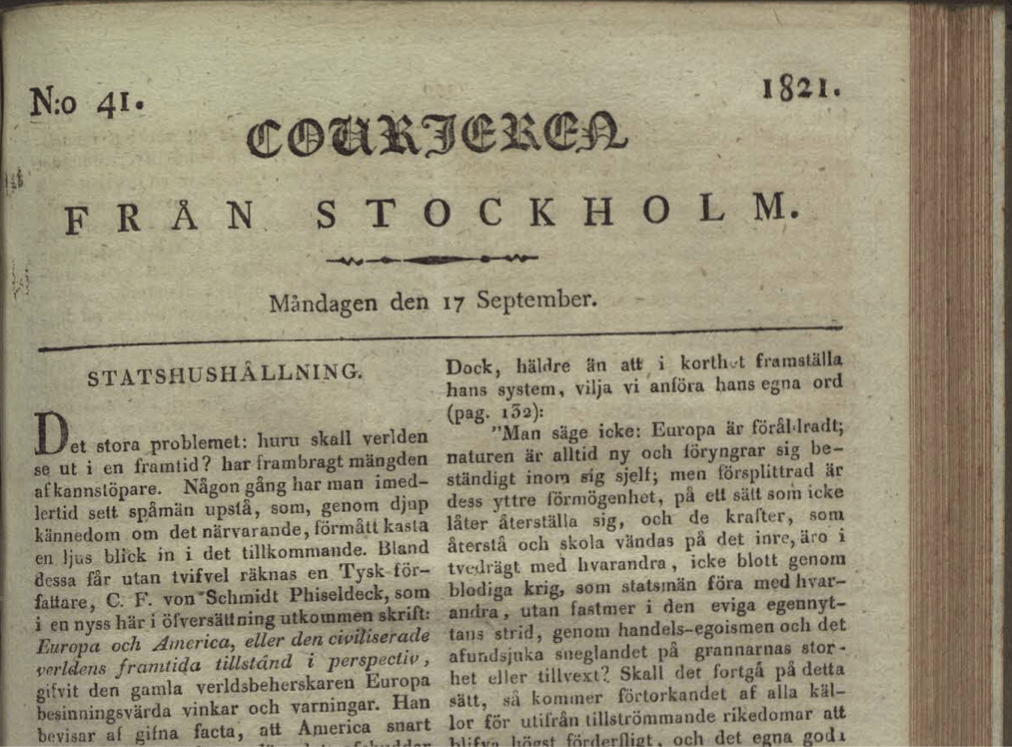 N:o 41.
1821.
COURIEREN
FRÅN STOCKHOLM.
Måndagen den 17 September.
STATSHUSHÅLLNING.
Det stora problemet: huru skall verlden
se ut i en framtid? har frambragt mängden
af kannstöpare. Någon gång har man imed-
lertid sett spåmän upstå, som, genom djup
kännedom om det närvarande, förmått kasta
en ljus blick in i det tillkommande. Bland
dessa får utan tvifvel räknas en Tysk för-
fattare, C. F. von Schmidt Phiseldeck, som
i en nyss här i öfversättning utkommen skrift:
Europa och America, eller den civiliserade
verldens framtida tillstånd i perspectiv,
gifvit den gamla verldsbeherskaren Europa
besinningsvärda vinkar och varningar. Han
bevisar af gifna facta, att America snart
Dock, häldre än att i korthet framställa
hans system, vilja vi anföra hans egna ord
(pag. 132):
"Man säge icke: Europa är föråldradt;
naturen är alltid ny och föryngrar sig be-
ständigt inom sig sjelf; men försplittrad är
dess yttre förmögenhet, på ett sätt som icke
låter återställa sig, och de krafter, som
återstå och skola vändas på det inre, äro i
tvedrägt med hvarandra, icke blott genom
blodiga krig, som statsmän föra med hvar-
andra, utan fastmer i den eviga egennyt-
tans strid, genom handels-egoismen och det
afundsjuka sneglandet på grannarnas stor-
het eller tillvext? Skall det fortgå på detta
sätt, så kommer förtorkandet af alla käl-
lor för utifrån tillströmmande rikedomar att
blifva högst förderfligt, och det egna